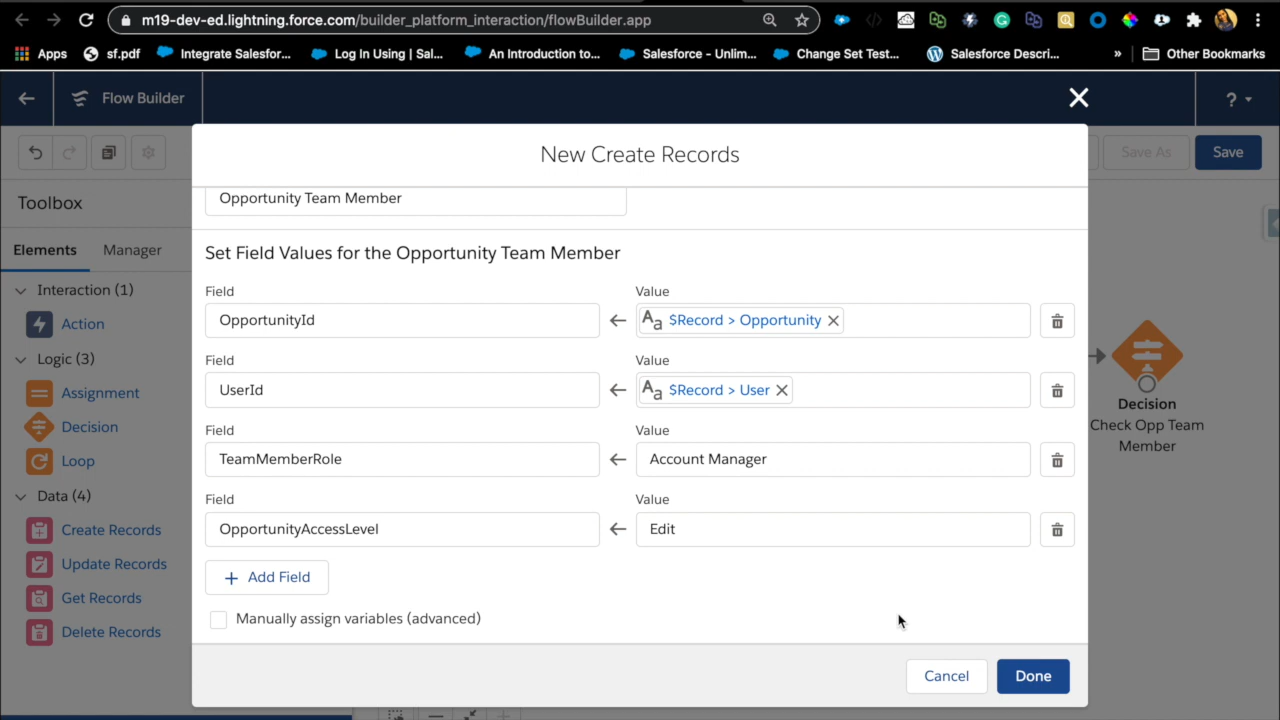 m19-dev-ed.lightning.force.com/builder_platform_interaction/flowBuilder.app
Apps
sf.pdf
Integrate Salesfor...
Log In Using | Sal...
An Introduction to...
Salesforce – Unlim...
Change Set Test...
Salesforce Descri...
»
Other Bookmarks
Flow Builder
?
New Create Records
Save As
Save
Toolbox
Elements
Manager
Interaction (1)
Action
Logic (3)
Assignment
Decision
Loop
Data (4)
Create Records
Update Records
Get Records
Delete Records
Opportunity Team Member
Set Field Values for the Opportunity Team Member
Field
Value
OpportunityId
Aa $Record > Opportunity
Field
Value
UserId
Aa $Record > User
Field
Value
TeamMemberRole
Account Manager
Field
Value
OpportunityAccessLevel
Edit
+ Add Field
Manually assign variables (advanced)
Cancel
Done
Decision
Check Opp Team
Member